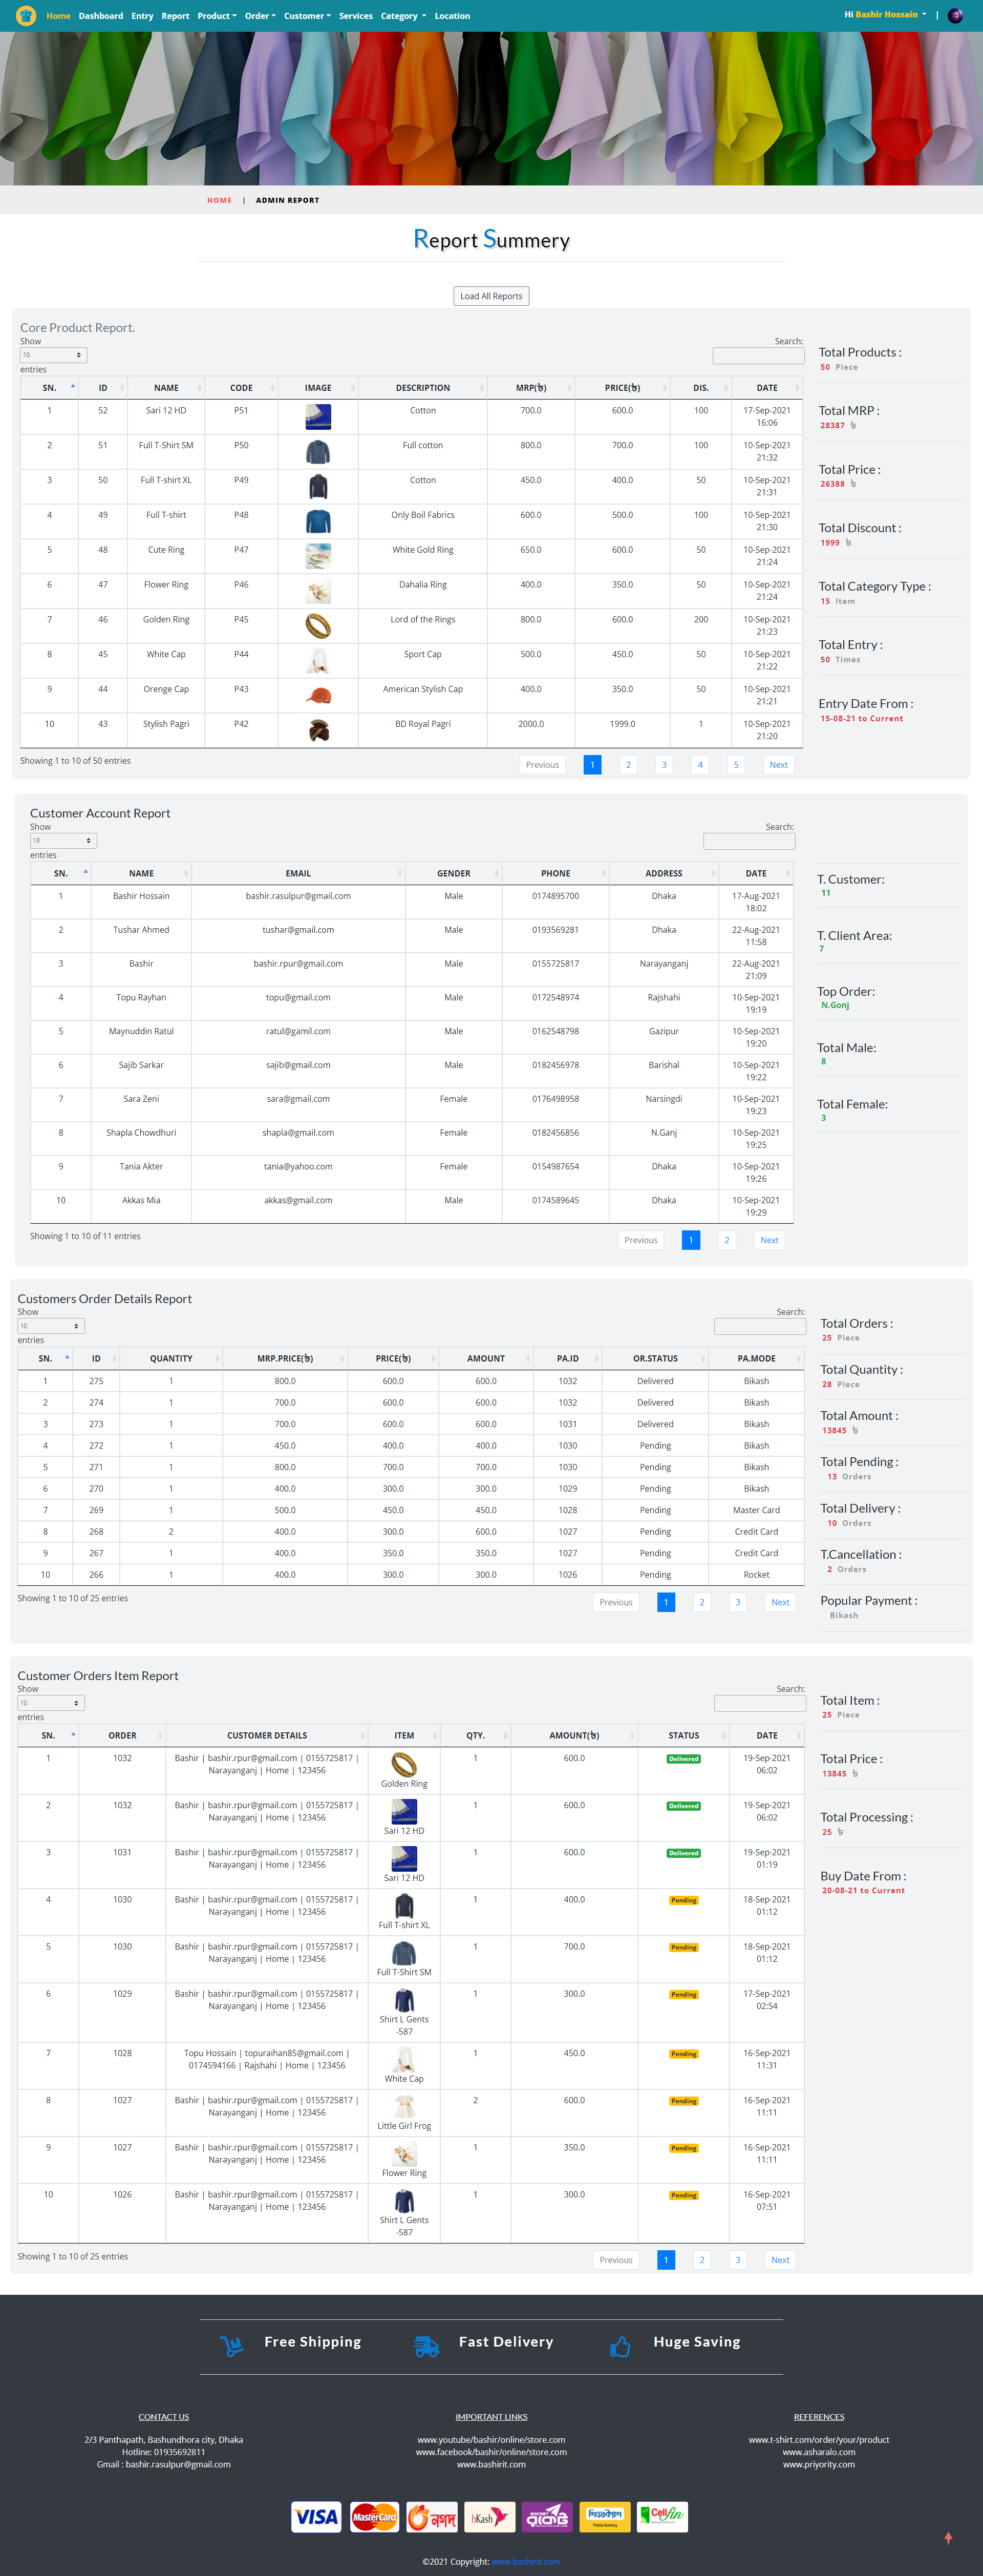 Home Dashboard Entry Report Product Order Customer Services Category Location Hi Bashir Hossain |
HOME | ADMIN REPORT
Report Summery
Load All Reports
Core Product Report.
Show
10
entries
Search:
SN. ID NAME CODE IMAGE DESCRIPTION MRP(৳) PRICE(৳) DIS. DATE
1 52 Sari 12 HD P51 Cotton 700.0 600.0 100 17-Sep-2021
16:06
2 51 Full T-Shirt SM P50 Full cotton 800.0 700.0 100 10-Sep-2021
21:32
3 50 Full T-shirt XL P49 Cotton 450.0 400.0 50 10-Sep-2021
21:31
4 49 Full T-shirt P48 Only Boil Fabrics 600.0 500.0 100 10-Sep-2021
21:30
5 48 Cute Ring P47 White Gold Ring 650.0 600.0 50 10-Sep-2021
21:24
6 47 Flower Ring P46 Dahalia Ring 400.0 350.0 50 10-Sep-2021
21:24
7 46 Golden Ring P45 Lord of the Rings 800.0 600.0 200 10-Sep-2021
21:23
8 45 White Cap P44 Sport Cap 500.0 450.0 50 10-Sep-2021
21:22
9 44 Orenge Cap P43 American Stylish Cap 400.0 350.0 50 10-Sep-2021
21:21
10 43 Stylish Pagri P42 BD Royal Pagri 2000.0 1999.0 1 10-Sep-2021
21:20
Showing 1 to 10 of 50 entries
Previous 1 2 3 4 5 Next
Total Products :
50 Piece
Total MRP :
28387 ৳
Total Price :
26388 ৳
Total Discount :
1999 ৳
Total Category Type :
15 Item
Total Entry :
50 Times
Entry Date From :
15-08-21 to Current
Customer Account Report
Show
10
entries
Search:
SN. NAME EMAIL GENDER PHONE ADDRESS DATE
1 Bashir Hossain bashir.rasulpur@gmail.com Male 0174895700 Dhaka 17-Aug-2021
18:02
2 Tushar Ahmed tushar@gmail.com Male 0193569281 Dhaka 22-Aug-2021
11:58
3 Bashir bashir.rpur@gmail.com Male 0155725817 Narayanganj 22-Aug-2021
21:09
4 Topu Rayhan topu@gmail.com Male 0172548974 Rajshahi 10-Sep-2021
19:19
5 Maynuddin Ratul ratul@gamil.com Male 0162548798 Gazipur 10-Sep-2021
19:20
6 Sajib Sarkar sajib@gmail.com Male 0182456978 Barishal 10-Sep-2021
19:22
7 Sara Zeni sara@gmail.com Female 0176498958 Narsingdi 10-Sep-2021
19:23
8 Shapla Chowdhuri shapla@gmail.com Female 0182456856 N.Ganj 10-Sep-2021
19:25
9 Tania Akter tania@yahoo.com Female 0154987654 Dhaka 10-Sep-2021
19:26
10 Akkas Mia akkas@gmail.com Male 0174589645 Dhaka 10-Sep-2021
19:29
Showing 1 to 10 of 11 entries
Previous 1 2 Next
T. Customer:
11
T. Client Area:
7
Top Order:
N.Gonj
Total Male:
8
Total Female:
3
Customers Order Details Report
Show
10
entries
Search:
SN. ID QUANTITY MRP.PRICE(৳) PRICE(৳) AMOUNT PA.ID OR.STATUS PA.MODE
1 275 1 800.0 600.0 600.0 1032 Delivered Bikash
2 274 1 700.0 600.0 600.0 1032 Delivered Bikash
3 273 1 700.0 600.0 600.0 1031 Delivered Bikash
4 272 1 450.0 400.0 400.0 1030 Pending Bikash
5 271 1 800.0 700.0 700.0 1030 Pending Bikash
6 270 1 400.0 300.0 300.0 1029 Pending Bikash
7 269 1 500.0 450.0 450.0 1028 Pending Master Card
8 268 2 400.0 300.0 600.0 1027 Pending Credit Card
9 267 1 400.0 350.0 350.0 1027 Pending Credit Card
10 266 1 400.0 300.0 300.0 1026 Pending Rocket
Showing 1 to 10 of 25 entries
Previous 1 2 3 Next
Total Orders :
25 Piece
Total Quantity :
28 Piece
Total Amount :
13845 ৳
Total Pending :
13 Orders
Total Delivery :
10 Orders
T.Cancellation :
2 Orders
Popular Payment :
Bikash
Customer Orders Item Report
Show
10
entries
Search:
SN. ORDER CUSTOMER DETAILS ITEM QTY. AMOUNT(৳) STATUS DATE
1 1032 Bashir | bashir.rpur@gmail.com | 0155725817 | 1 600.0 Delivered 19-Sep-2021
Narayanganj | Home | 123456 06:02
Golden Ring
2 1032 Bashir | bashir.rpur@gmail.com | 0155725817 | 1 600.0 Delivered 19-Sep-2021
Narayanganj | Home | 123456 06:02
Sari 12 HD
3 1031 Bashir | bashir.rpur@gmail.com | 0155725817 | 1 600.0 Delivered 19-Sep-2021
Narayanganj | Home | 123456 01:19
Sari 12 HD
4 1030 Bashir | bashir.rpur@gmail.com | 0155725817 | 1 400.0 Pending 18-Sep-2021
Narayanganj | Home | 123456 01:12
Full T-shirt XL
5 1030 Bashir | bashir.rpur@gmail.com | 0155725817 | 1 700.0 Pending 18-Sep-2021
Narayanganj | Home | 123456 01:12
Full T-Shirt SM
6 1029 Bashir | bashir.rpur@gmail.com | 0155725817 | 1 300.0 Pending 17-Sep-2021
Narayanganj | Home | 123456 02:54
Shirt L Gents
-587
7 1028 Topu Hossain | topuraihan85@gmail.com | 1 450.0 Pending 16-Sep-2021
0174594166 | Rajshahi | Home | 123456 11:31
White Cap
8 1027 Bashir | bashir.rpur@gmail.com | 0155725817 | 2 600.0 Pending 16-Sep-2021
Narayanganj | Home | 123456 11:11
Little Girl Frog
9 1027 Bashir | bashir.rpur@gmail.com | 0155725817 | 1 350.0 Pending 16-Sep-2021
Narayanganj | Home | 123456 11:11
Flower Ring
10 1026 Bashir | bashir.rpur@gmail.com | 0155725817 | 1 300.0 Pending 16-Sep-2021
Narayanganj | Home | 123456 07:51
Shirt L Gents
-587
Showing 1 to 10 of 25 entries
Previous 1 2 3 Next
Total Item :
25 Piece
Total Price :
13845 ৳
Total Processing :
25 ৳
Buy Date From :
20-08-21 to Current
Free Shipping Fast Delivery Huge Saving
CONTACT US
2/3 Panthapath, Bashundhora city, Dhaka
Hotline: 01935692811
Gmail : bashir.rasulpur@gmail.com
IMPORTANT LINKS
www.youtube/bashir/online/store.com
www.facebook/bashir/online/store.com
www.bashirit.com
REFERENCES
www.t-shirt.com/order/your/product
www.asharalo.com
www.priyority.com
VISA MasterCard নগদ bKash রকেট Mobile Banking Cellfin
©2021 Copyright: www.bashirit.com